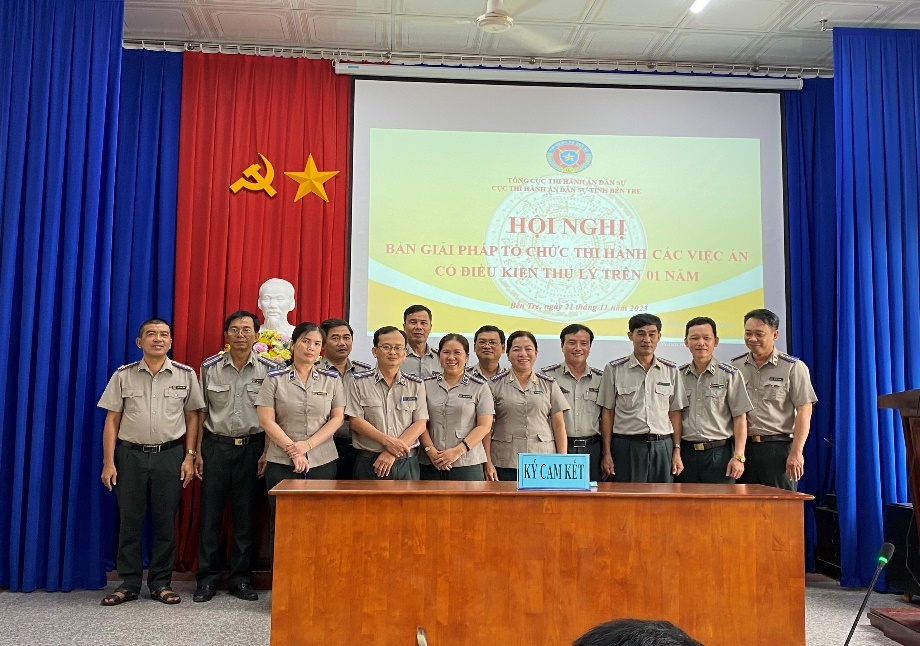 TỔNG CỤC THI HÀNH ÁN DÂN SỰ
CỤC THI HÀNH ÁN DÂN SỰ TỈNH BẾN TRE
HỘI NGHỊ
BÀN GIẢI PHÁP TỔ CHỨC THI HÀNH CÁC VIỆC ÁN
CÓ ĐIỀU KIỆN THỤ LÝ TRÊN 01 NĂM
Bến Tre, ngày 21 tháng 11 năm 2023
KÝ CAM KẾT